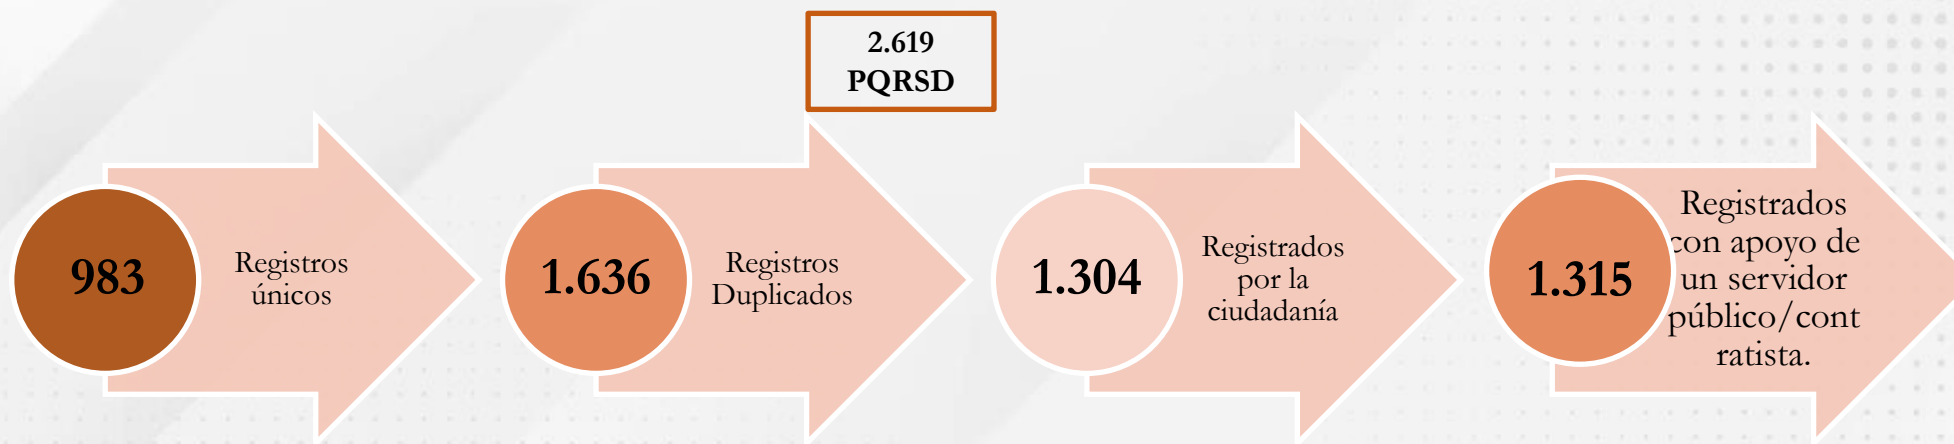 2.619
PQRSD
983
Registros
únicos
1.636
Registros
Duplicados
1.304
Registrados
por la
ciudadanía
1.315
Registrados
con apoyo de
un servidor
público/cont
ratista.